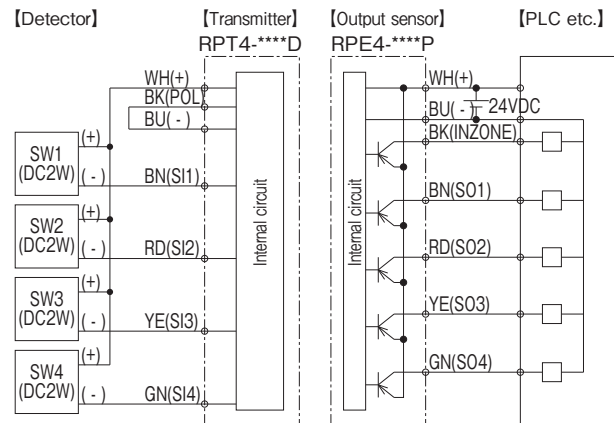 【Detector】 【Transmitter】 【Output sensor】 【PLC etc.】
RPT4-****D RPE4-****P
WH(+)
BK(POL)
BU( - )
SW1
(DC2W)
(+)
( - )
BN(SI1)
SW2
(DC2W)
(+)
( - )
RD(SI2)
SW3
(DC2W)
(+)
( - )
YE(SI3)
SW4
(DC2W)
(+)
( - )
GN(SI4)
Internal circuit
Internal circuit
WH(+)
BU( - )
24VDC
BK(INZONE)
BN(SO1)
RD(SO2)
YE(SO3)
GN(SO4)